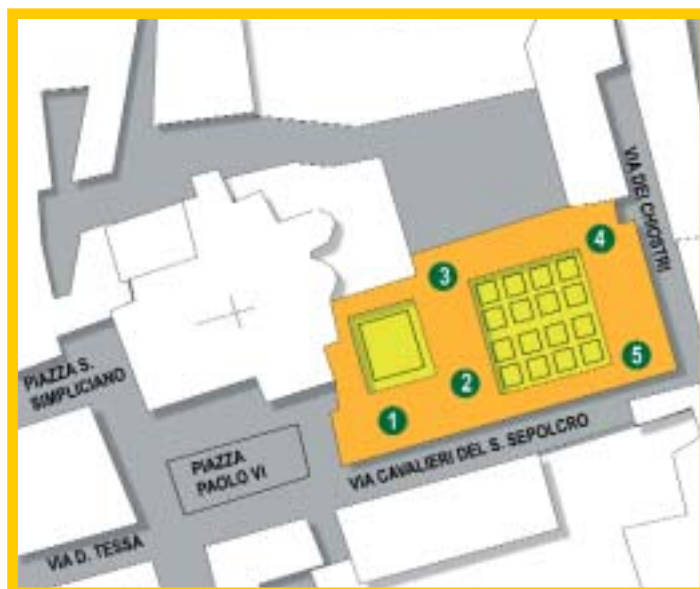 VIA DEI CHIOSTRI
4
3
5
2
1
PIAZZA S.
SIMPLICIANO
VIA CAVALIERI DEL S. SEPOLCRO
PIAZZA
PAOLO VI
VIA D. TESSA